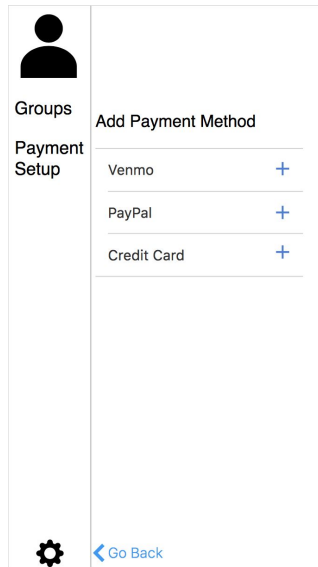 Groups
Payment
Setup
Add Payment Method
Venmo
PayPal
Credit Card
Go Back